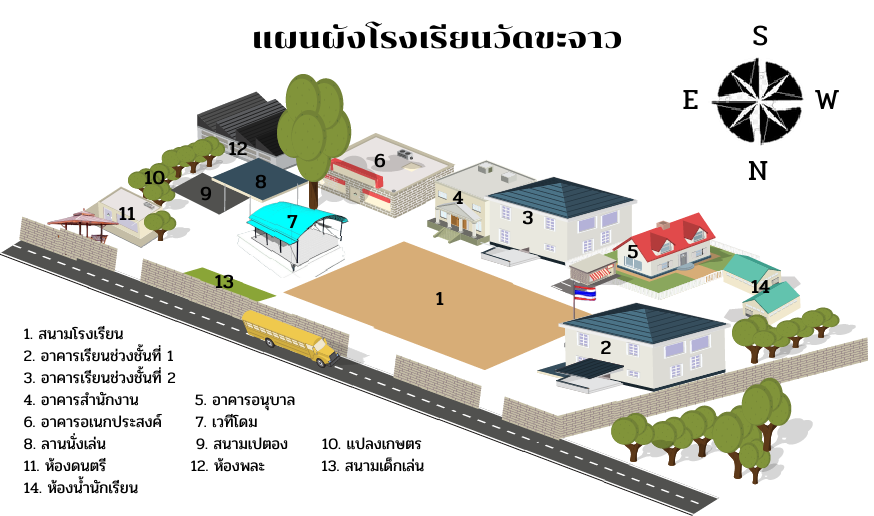 แผนผังโรงเรียนวัดขะจาว
S
E W
N
12
6
10
9
8
4
11
7
3
5
13
1
14
2
1. สนามโรงเรียน
2. อาคารเรียนช่วงชั้นที่ 1
3. อาคารเรียนช่วงชั้นที่ 2
4. อาคารสำนักงาน 5. อาคารอนุบาล
6. อาคารอเนกประสงค์ 7. เวทีโดม
8. ลานนั่งเล่น 9. สนามเปตอง 10. แปลงเกษตร
11. ห้องดนตรี 12. ห้องพละ 13. สนามเด็กเล่น
14. ห้องน้ำนักเรียน